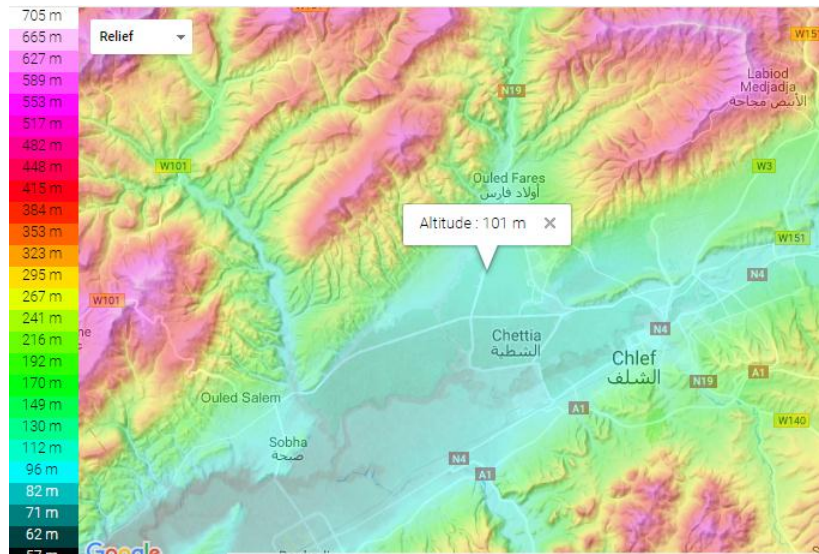 705 m
665 m
627 m
589 m
553 m
517 m
482 m
448 m
415 m
384 m
353 m
323 m
295 m
267 m
241 m
216 m
192 m
170 m
149 m
130 m
112 m
96 m
82 m
71 m
62 m
57 m
Relief
W151
Labiod
Medjadja
الأبيض مجاجة
N19
W101
W3
Ouled Fares
أولاد فارس
Altitude : 101 m
W151
N4
W101
N4
Chettia
الشطية
Chlef
الشلف
N19
A1
Ouled Salem
A1
W140
Sobha
صبحة
N4
A1
Google